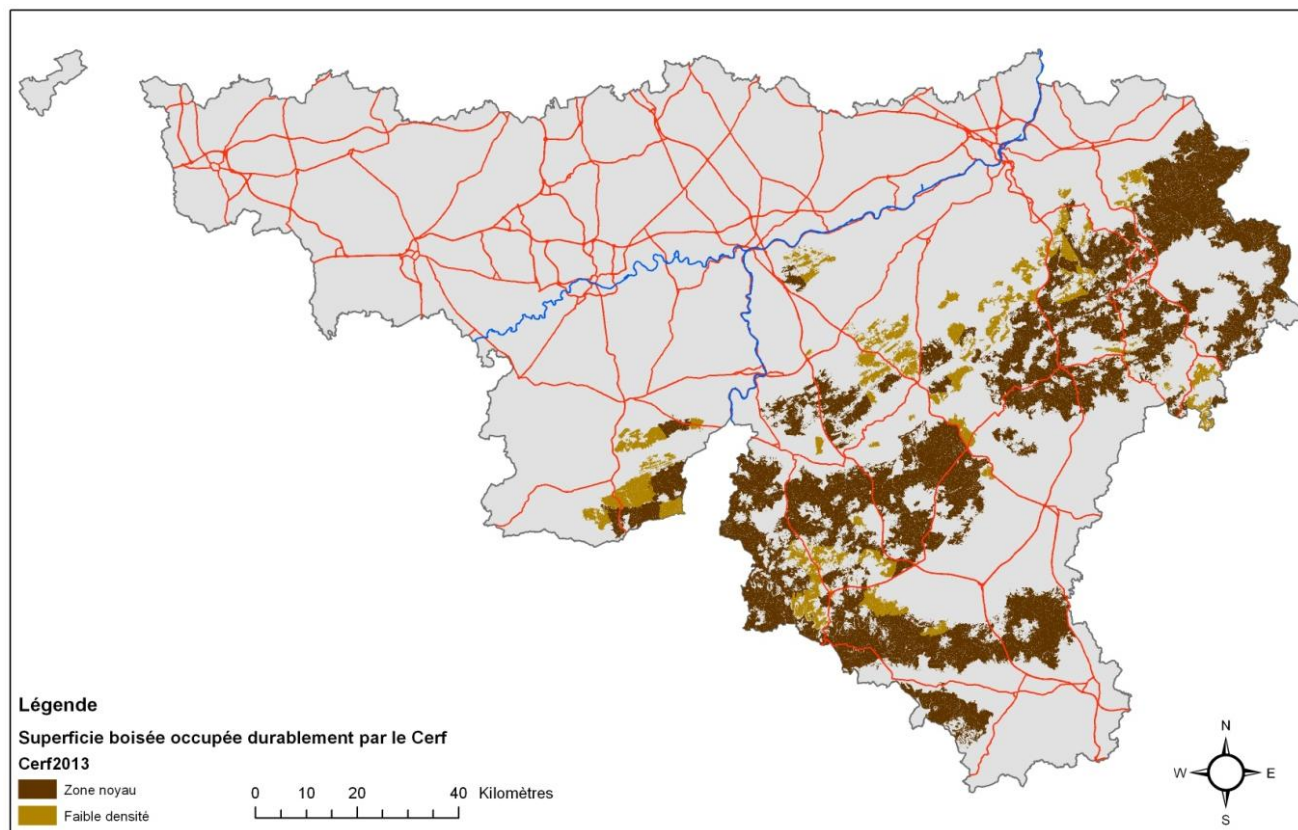 Légende
Superficie boisée occupée durablement par le Cerf
Cerf2013
Zone noyau
Faible densité
0 10 20 40 Kilomètres
N
W E
S